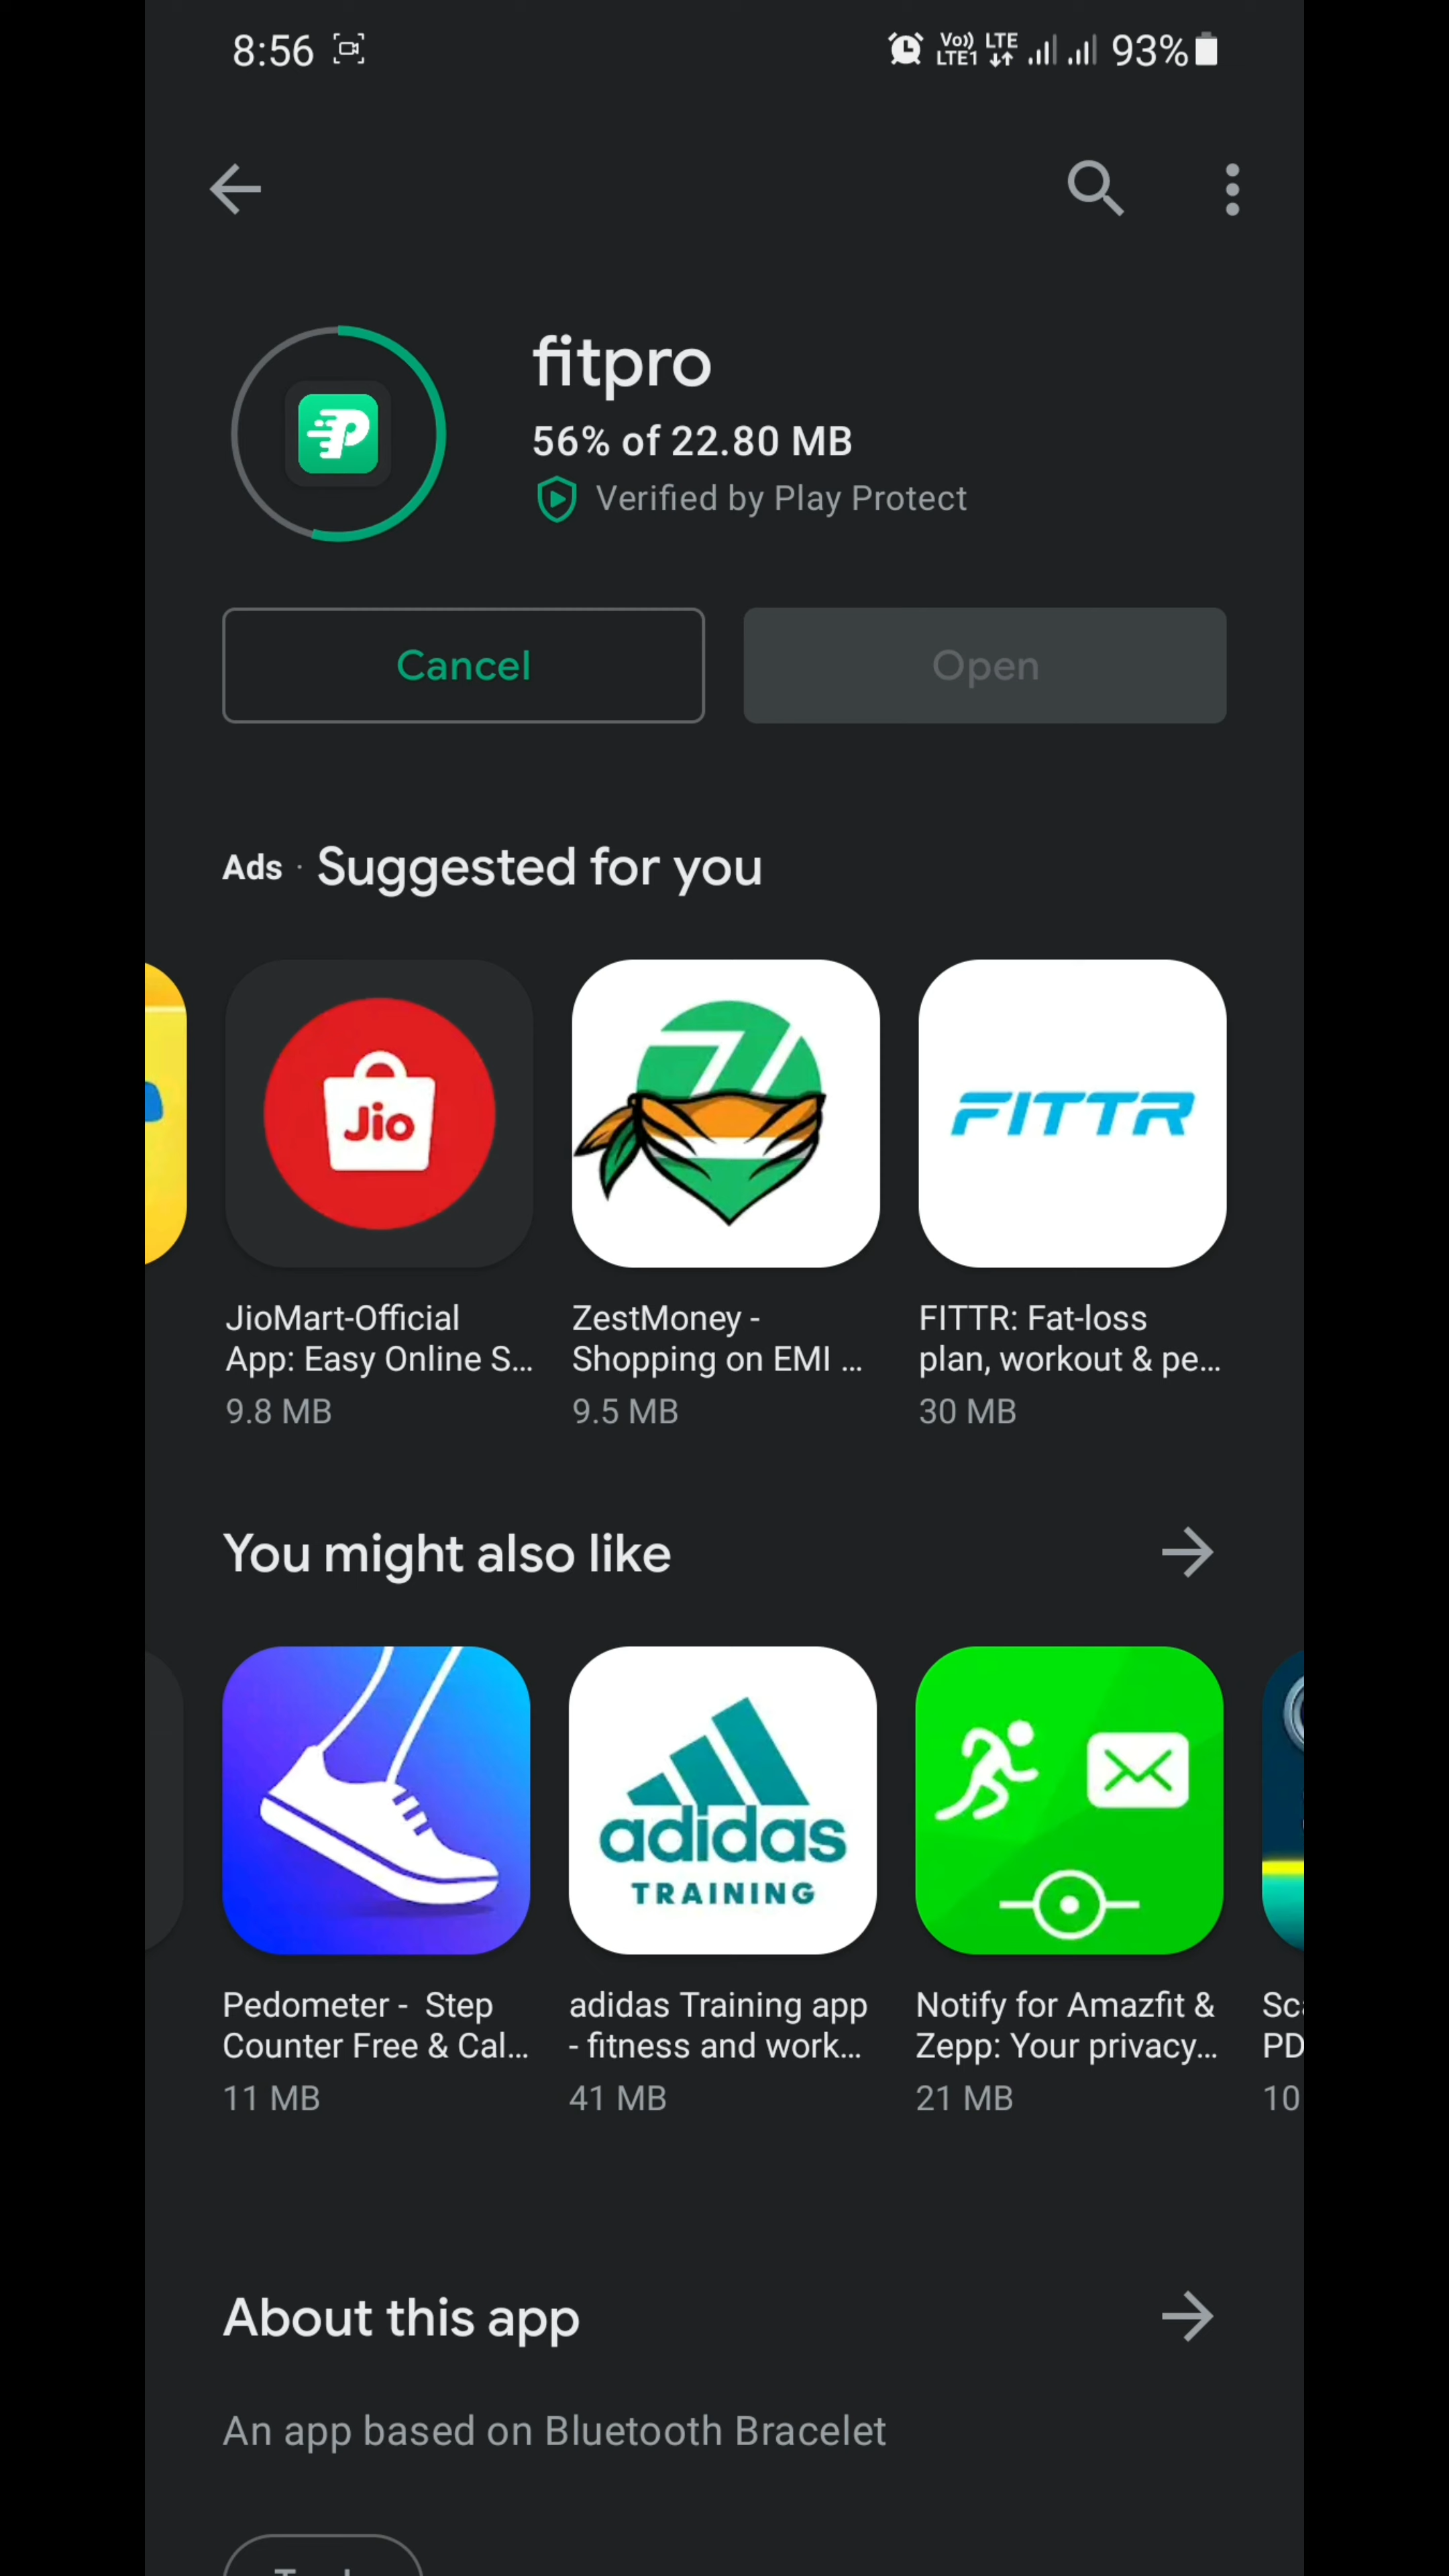 8:56
Vo)) LTE1 LTE 93%
fitpro
56% of 22.80 MB
Verified by Play Protect
Cancel
Open
Ads · Suggested for you
Jio
FITTR
JioMart-Official
App: Easy Online S...
9.8 MB
ZestMoney -
Shopping on EMI ...
9.5 MB
FITTR: Fat-loss
plan, workout & pe...
30 MB
You might also like
adidas
TRAINING
Pedometer - Step
Counter Free & Cal...
11 MB
adidas Training app
- fitness and work...
41 MB
Notify for Amazfit &
Zepp: Your privacy...
21 MB
PD
10
About this app
An app based on Bluetooth Bracelet